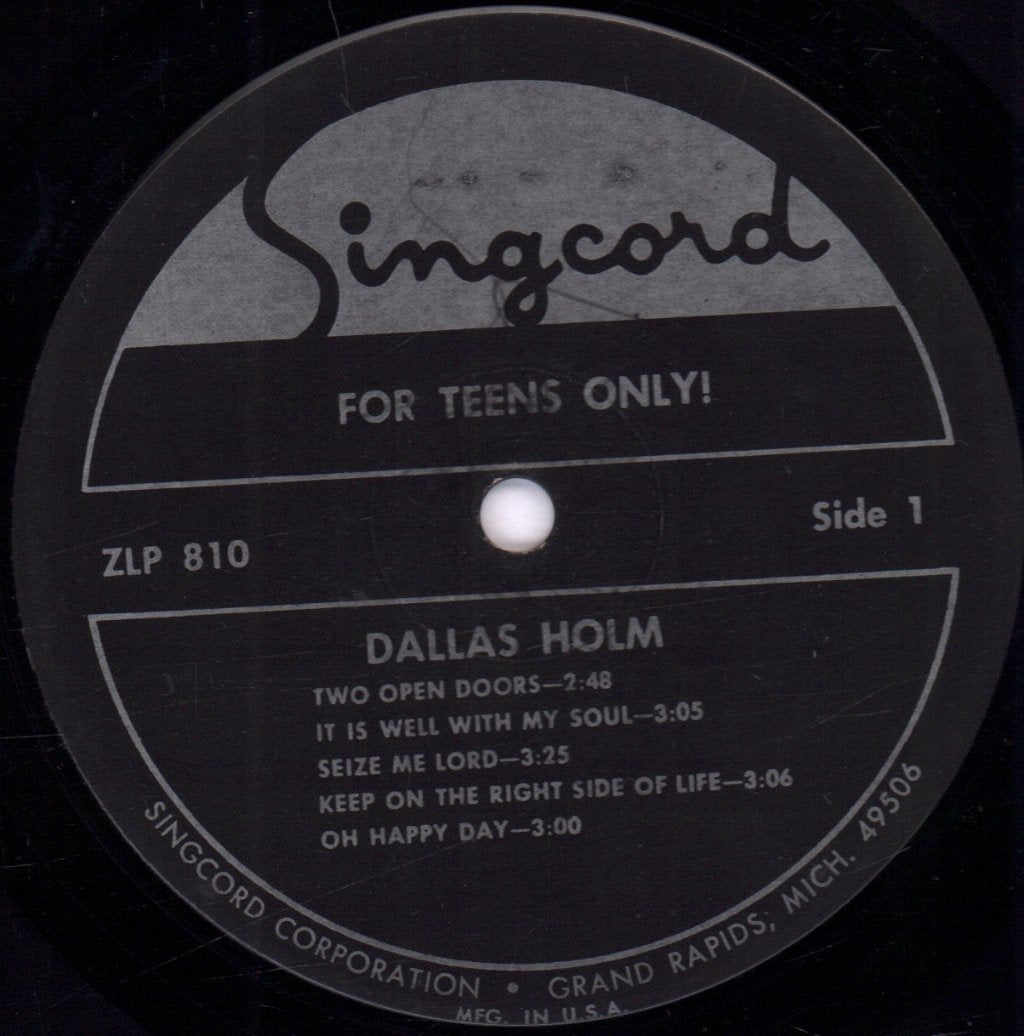 Singcord
FOR TEENS ONLY!
Side 1
ZLP 810
DALLAS HOLM
TWO OPEN DOORS—2:48
IT IS WELL WITH MY SOUL—3:05
SEIZE ME LORD—3:25
KEEP ON THE RIGHT SIDE OF LIFE—3:06
OH HAPPY DAY—3:00
SINGCORD CORPORATION • GRAND RAPIDS, MICH. 49506
MFG. IN U.S.A.